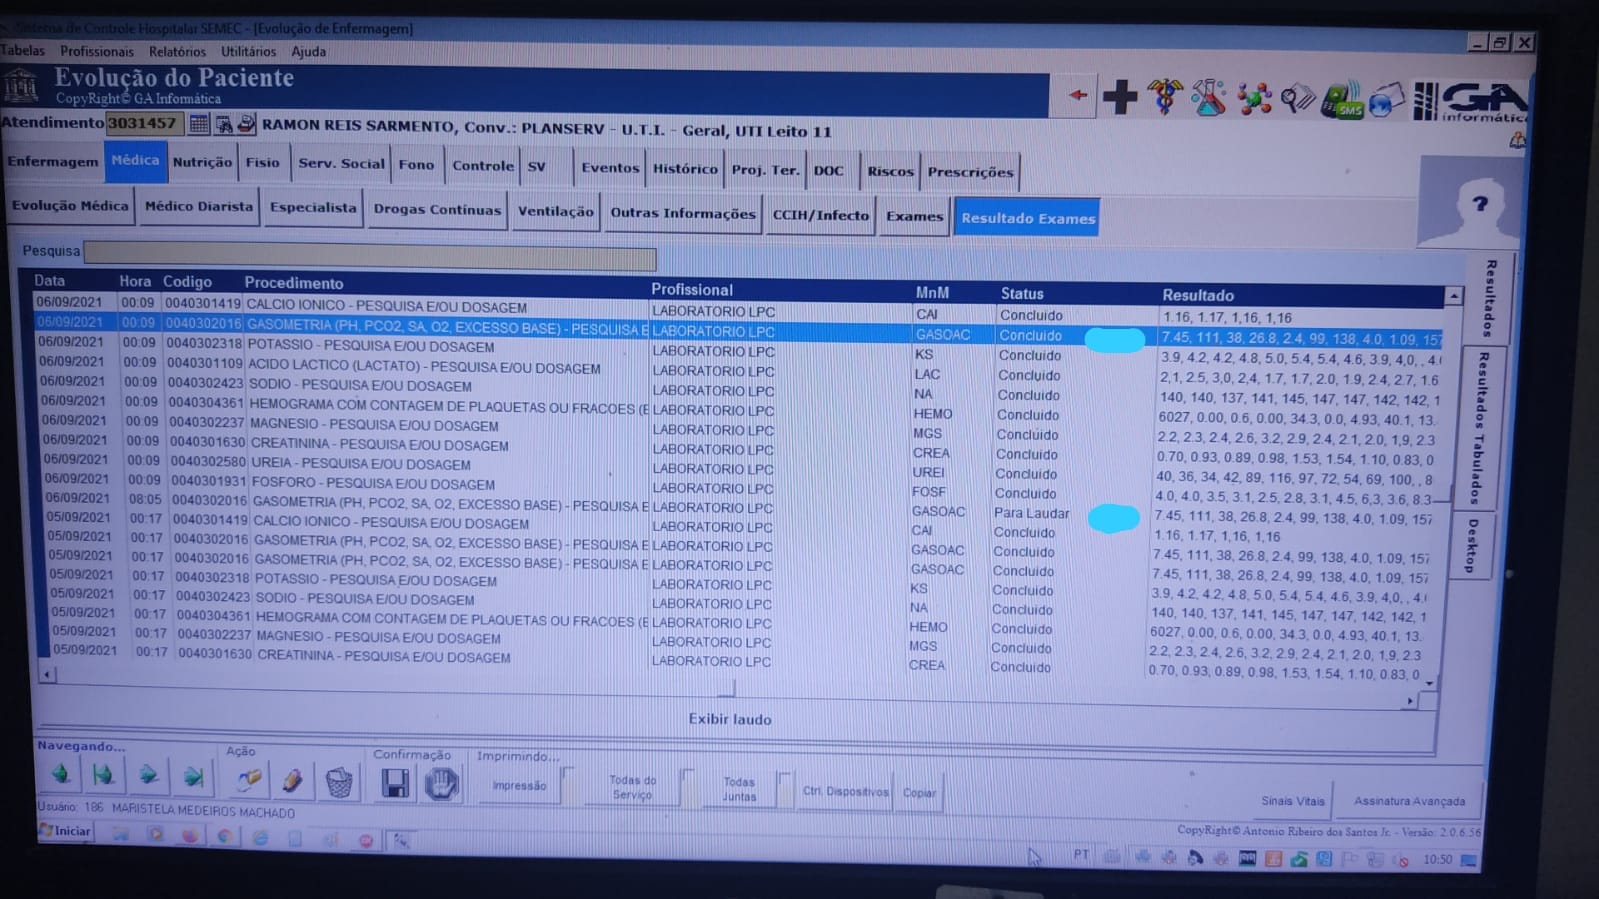 Sistema de Controle Hospitalar SEMEC - [Evolução de Enfermagem]
Tabelas Profissionais Relatórios Utilitários Ajuda
Evolução do Paciente
CopyRight© GA Informática
SMS
GA
informática
Atendimento 3031457 RAMON REIS SARMENTO, Conv.: PLANSERV - U.T.I. - Geral, UTI Leito 11
Enfermagem Médica Nutrição Fisio Serv. Social Fono Controle SV Eventos Histórico Proj. Ter. DOC Riscos Prescrições
?
Evolução Médica Médico Diarista Especialista Drogas Contínuas Ventilação Outras Informações CCIH/Infecto Exames Resultado Exames
Pesquisa
Data Hora Codigo Procedimento Profissional MnM Status Resultado
06/09/2021 00:09 0040301419 CALCIO IONICO - PESQUISA E/OU DOSAGEM LABORATORIO LPC CAI Concluido 1.16, 1.17, 1,16, 1,16
06/09/2021 00:09 0040302016 GASOMETRIA (PH, PCO2, SA, O2, EXCESSO BASE) - PESQUISA E LABORATORIO LPC GASOAC Concluido 7.45, 111, 38, 26.8, 2.4, 99, 138, 4.0, 1.09, 157
06/09/2021 00:09 0040302318 POTASSIO - PESQUISA E/OU DOSAGEM LABORATORIO LPC KS Concluido 3.9, 4.2, 4.2, 4.8, 5.0, 5.4, 5.4, 4.6, 3.9, 4,0, , 4.
06/09/2021 00:09 0040301109 ACIDO LACTICO (LACTATO) - PESQUISA E/OU DOSAGEM LABORATORIO LPC LAC Concluido 2,1, 2.5, 3,0, 2,4, 1.7, 1.7, 2.0, 1.9, 2.4, 2.7, 1.6
06/09/2021 00:09 0040302423 SODIO - PESQUISA E/OU DOSAGEM LABORATORIO LPC NA Concluido 140, 140, 137, 141, 145, 147, 147, 142, 142, 1
06/09/2021 00:09 0040304361 HEMOGRAMA COM CONTAGEM DE PLAQUETAS OU FRACOES (E LABORATORIO LPC HEMO Concluido 6027, 0.00, 0.6, 0.00, 34.3, 0.0, 4.93, 40.1, 13.
06/09/2021 00:09 0040302237 MAGNESIO - PESQUISA E/OU DOSAGEM LABORATORIO LPC MGS Concluido 2.2, 2.3, 2.4, 2.6, 3.2, 2.9, 2.4, 2.1, 2.0, 1,9, 2.3
06/09/2021 00:09 0040301630 CREATININA - PESQUISA E/OU DOSAGEM LABORATORIO LPC CREA Concluido 0.70, 0.93, 0.89, 0.98, 1.53, 1.54, 1.10, 0.83, 0
06/09/2021 00:09 0040302580 UREIA - PESQUISA E/OU DOSAGEM LABORATORIO LPC UREI Concluido 40, 36, 34, 42, 89, 116, 97, 72, 54, 69, 100, , 8
06/09/2021 00:09 0040301931 FOSFORO - PESQUISA E/OU DOSAGEM LABORATORIO LPC FOSF Concluido 4.0, 4.0, 3.5, 3.1, 2.5, 2.8, 3.1, 4.5, 6,3, 3.6, 8.3
06/09/2021 08:05 0040302016 GASOMETRIA (PH, PCO2, SA, O2, EXCESSO BASE) - PESQUISA E LABORATORIO LPC GASOAC Para Laudar 7.45, 111, 38, 26.8, 2.4, 99, 138, 4.0, 1.09, 157
05/09/2021 00:17 0040301419 CALCIO IONICO - PESQUISA E/OU DOSAGEM LABORATORIO LPC CAI Concluido 1.16, 1.17, 1,16, 1,16
05/09/2021 00:17 0040302016 GASOMETRIA (PH, PCO2, SA, O2, EXCESSO BASE) - PESQUISA E LABORATORIO LPC GASOAC Concluido 7.45, 111, 38, 26.8, 2.4, 99, 138, 4.0, 1.09, 157
05/09/2021 00:17 0040302016 GASOMETRIA (PH, PCO2, SA, O2, EXCESSO BASE) - PESQUISA E LABORATORIO LPC GASOAC Concluido 7.45, 111, 38, 26.8, 2.4, 99, 138, 4.0, 1.09, 157
05/09/2021 00:17 0040302318 POTASSIO - PESQUISA E/OU DOSAGEM LABORATORIO LPC KS Concluido 3.9, 4.2, 4.2, 4.8, 5.0, 5.4, 5.4, 4.6, 3.9, 4,0, , 4.
05/09/2021 00:17 0040302423 SODIO - PESQUISA E/OU DOSAGEM LABORATORIO LPC NA Concluido 140, 140, 137, 141, 145, 147, 147, 142, 142, 1
05/09/2021 00:17 0040304361 HEMOGRAMA COM CONTAGEM DE PLAQUETAS OU FRACOES (E LABORATORIO LPC HEMO Concluido 6027, 0.00, 0.6, 0.00, 34.3, 0.0, 4.93, 40.1, 13.
05/09/2021 00:17 0040302237 MAGNESIO - PESQUISA E/OU DOSAGEM LABORATORIO LPC MGS Concluido 2.2, 2.3, 2.4, 2.6, 3.2, 2.9, 2.4, 2.1, 2.0, 1,9, 2.3
05/09/2021 00:17 0040301630 CREATININA - PESQUISA E/OU DOSAGEM LABORATORIO LPC CREA Concluido 0.70, 0.93, 0.89, 0.98, 1.53, 1.54, 1.10, 0.83, 0
Resultados
Resultados Tabulados
Desktop
Exibir laudo
Navegando... Ação Confirmação Imprimindo...
Impressão Todas do Serviço Todas Juntas Ctrl. Dispositivos Copiar Sinais Vitais Assinatura Avançada
Usuário: 186 MARISTELA MEDEIROS MACHADO
CopyRight© Antonio Ribeiro dos Santos Jr. - Versão: 2.0.6.56
Iniciar PT 10:50